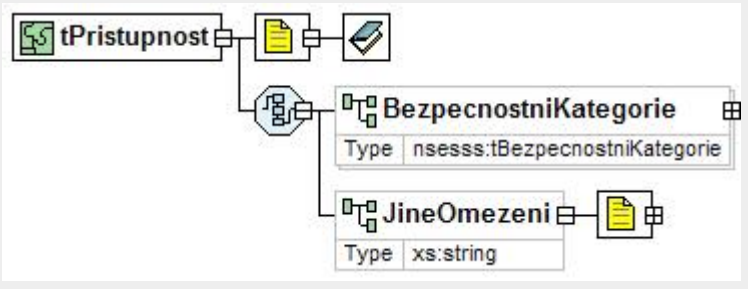 tPristupnost
BezpecnostniKategorie
Type nsesss:tBezpecnostniKategorie
JineOmezeni
Type xs:string